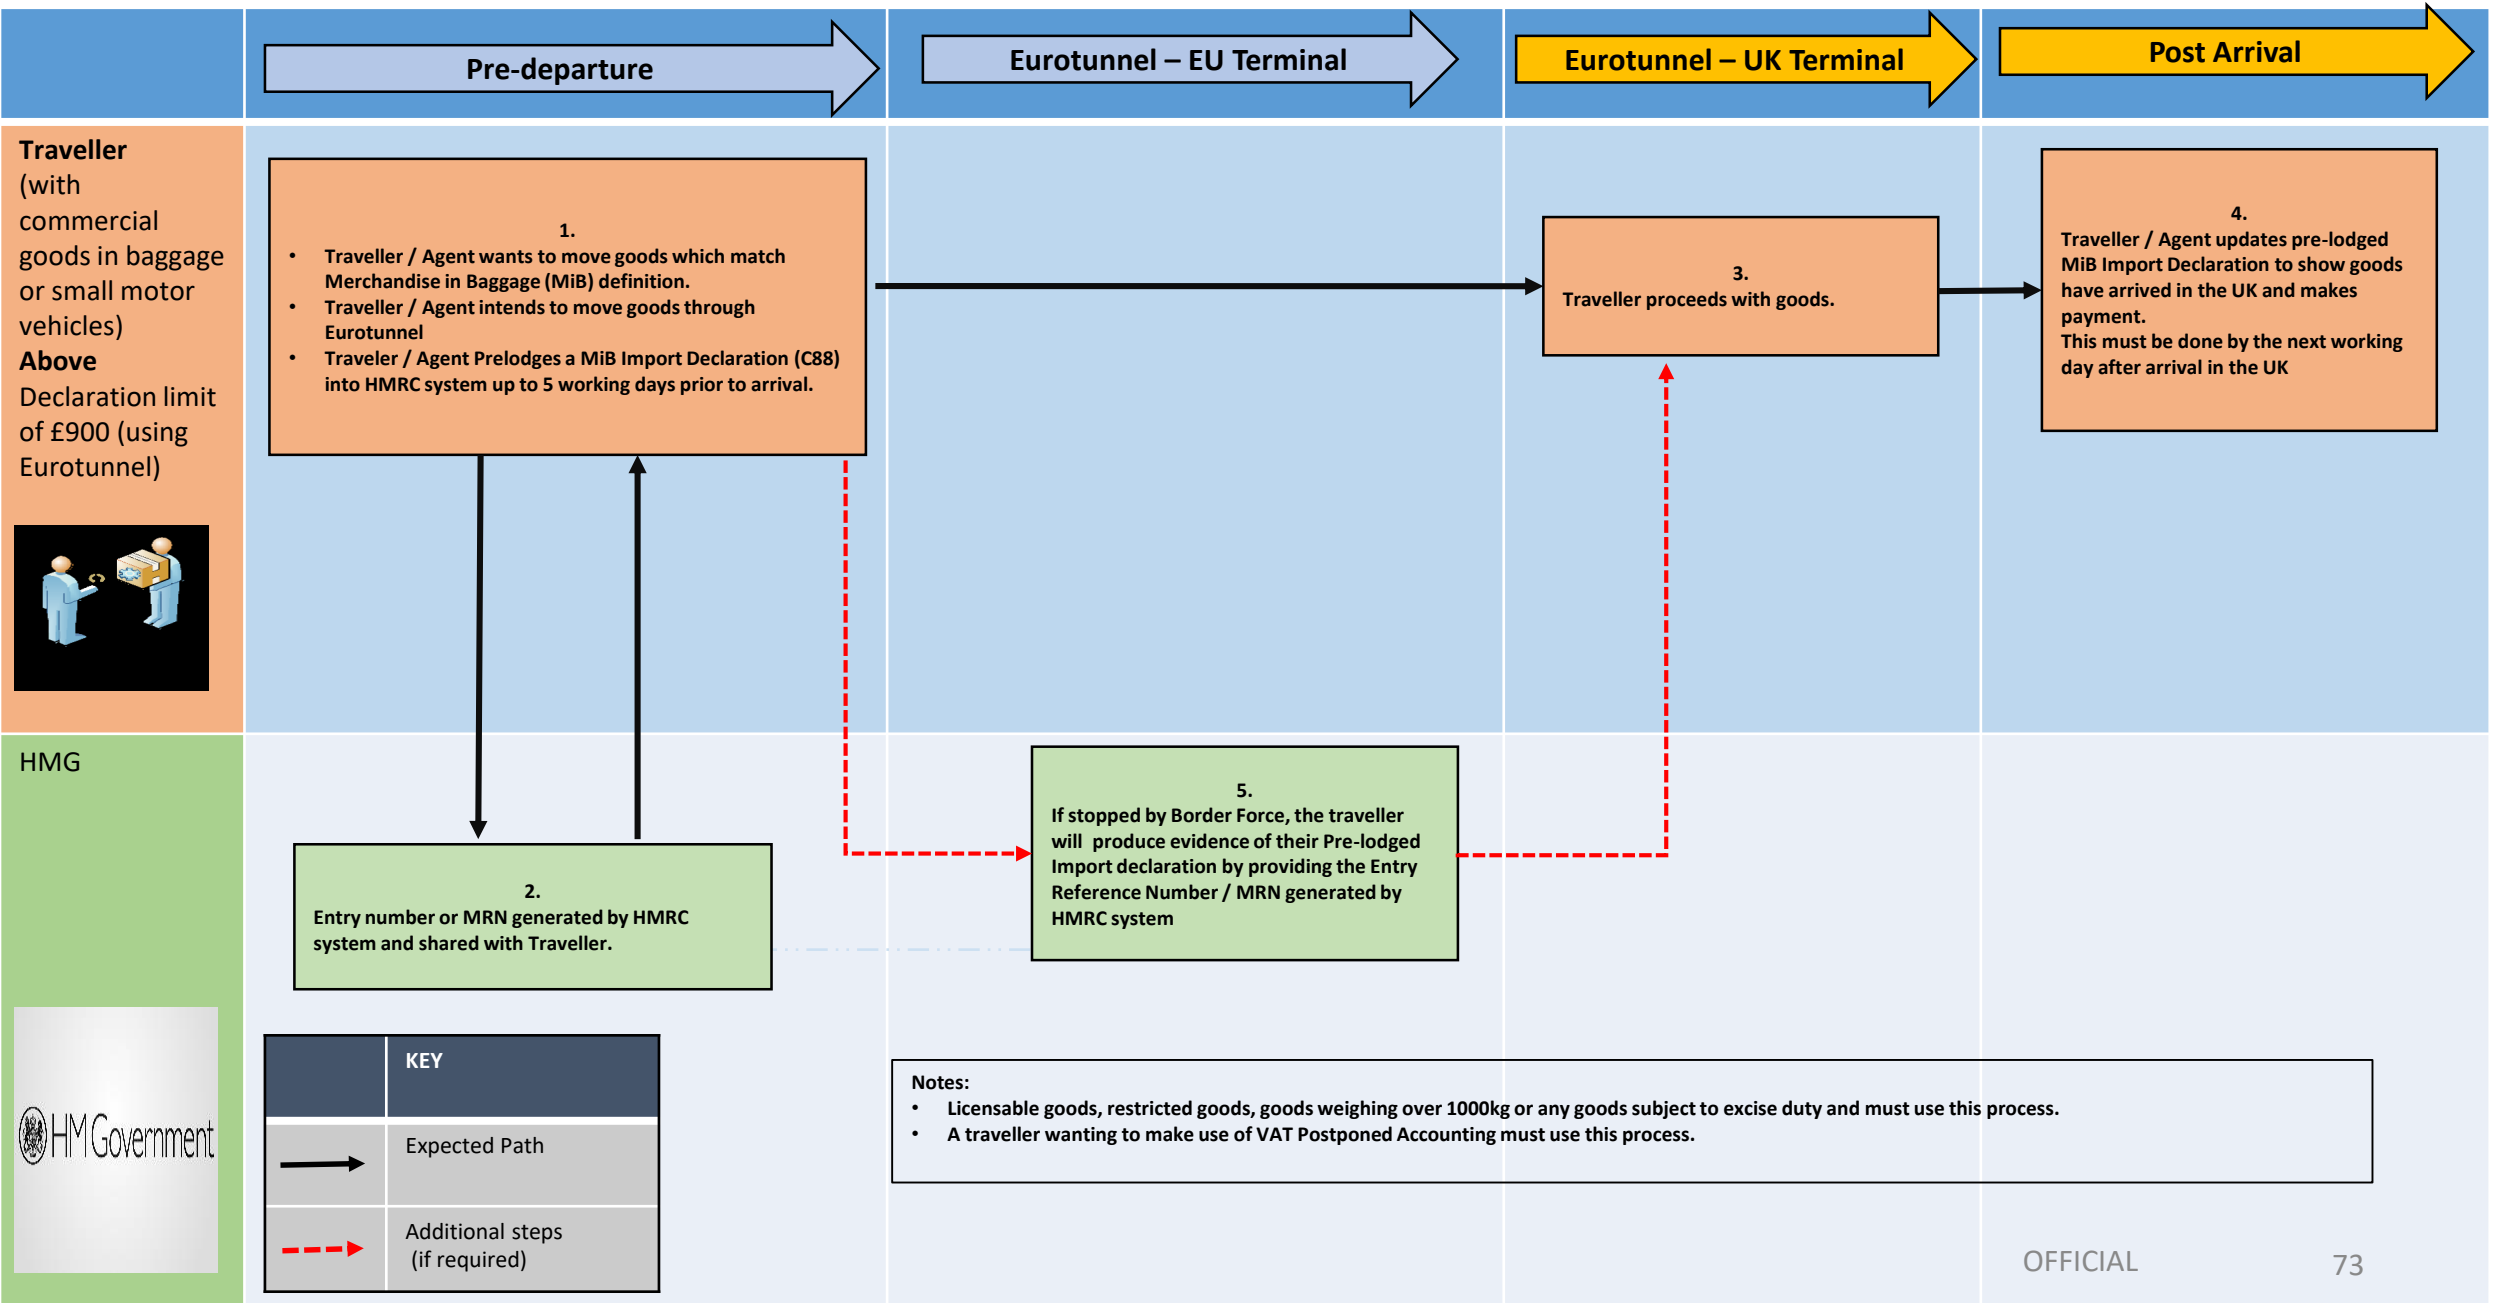 Pre-departure
Eurotunnel – EU Terminal
Eurotunnel – UK Terminal
Post Arrival
Traveller
(with
commercial
goods in baggage
or small motor
vehicles)
Above
Declaration limit
of £900 (using
Eurotunnel)
1.
• Traveller / Agent wants to move goods which match
Merchandise in Baggage (MiB) definition.
• Traveller / Agent intends to move goods through
Eurotunnel
• Traveler / Agent Prelodges a MiB Import Declaration (C88)
into HMRC system up to 5 working days prior to arrival.
3.
Traveller proceeds with goods.
4.
Traveller / Agent updates pre-lodged
MiB Import Declaration to show goods
have arrived in the UK and makes
payment.
This must be done by the next working
day after arrival in the UK
HMG
2.
Entry number or MRN generated by HMRC
system and shared with Traveller.
5.
If stopped by Border Force, the traveller
will produce evidence of their Pre-lodged
Import declaration by providing the Entry
Reference Number / MRN generated by
HMRC system
HM Government
KEY
Expected Path
Additional steps
(if required)
Notes:
• Licensable goods, restricted goods, goods weighing over 1000kg or any goods subject to excise duty and must use this process.
• A traveller wanting to make use of VAT Postponed Accounting must use this process.
OFFICIAL
73